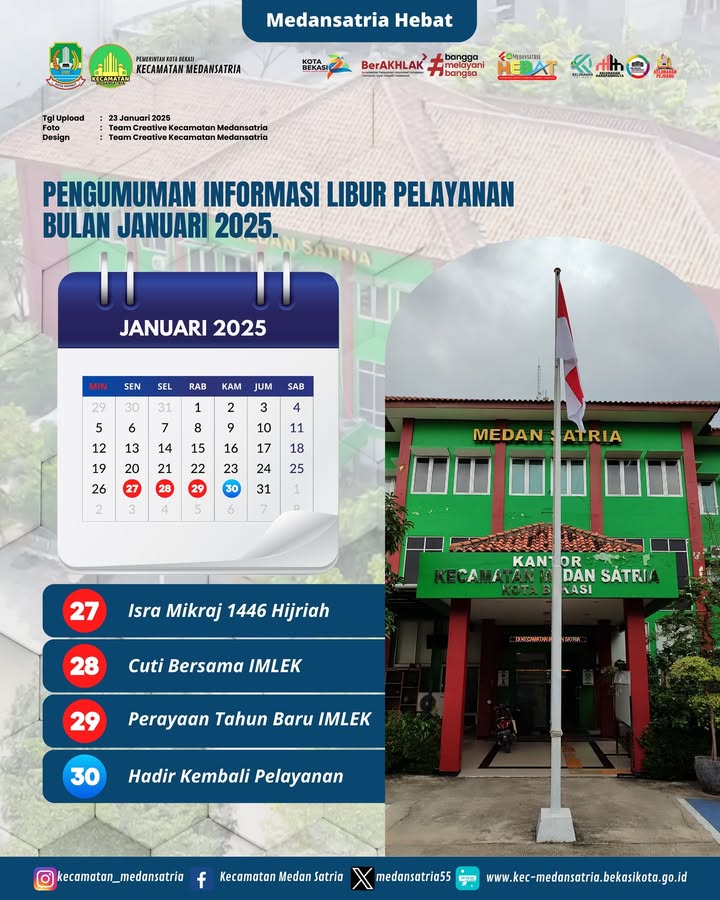 Medansatria Hebat
PEMERINTAH KOTA BEKASI
KECAMATAN MEDANSATRIA
KOTA BEKASI
BerAKHLAK
#bangga melayani bangsa
MEDANSATRIA
HEBAT
Tgl Upload : 23 Januari 2025
Foto : Team Creative Kecamatan Medansatria
Design : Team Creative Kecamatan Medansatria
PENGUMUMAN INFORMASI LIBUR PELAYANAN
BULAN JANUARI 2025.
JANUARI 2025
MIN SEN SEL RAB KAM JUM SAB
29 30 31 1 2 3 4
5 6 7 8 9 10 11
12 13 14 15 16 17 18
19 20 21 22 23 24 25
26 27 28 29 30 31 1
2 3 4 5 6 7 8
27 Isra Mikraj 1446 Hijriah
28 Cuti Bersama IMLEK
29 Perayaan Tahun Baru IMLEK
30 Hadir Kembali Pelayanan
MEDAN SATRIA
KANTOR
KECAMATAN MEDAN SATRIA
KOTA BEKASI
kecamatan_medansatria
Kecamatan Medan Satria
medansatria55
www.kec-medansatria.bekasikota.go.id